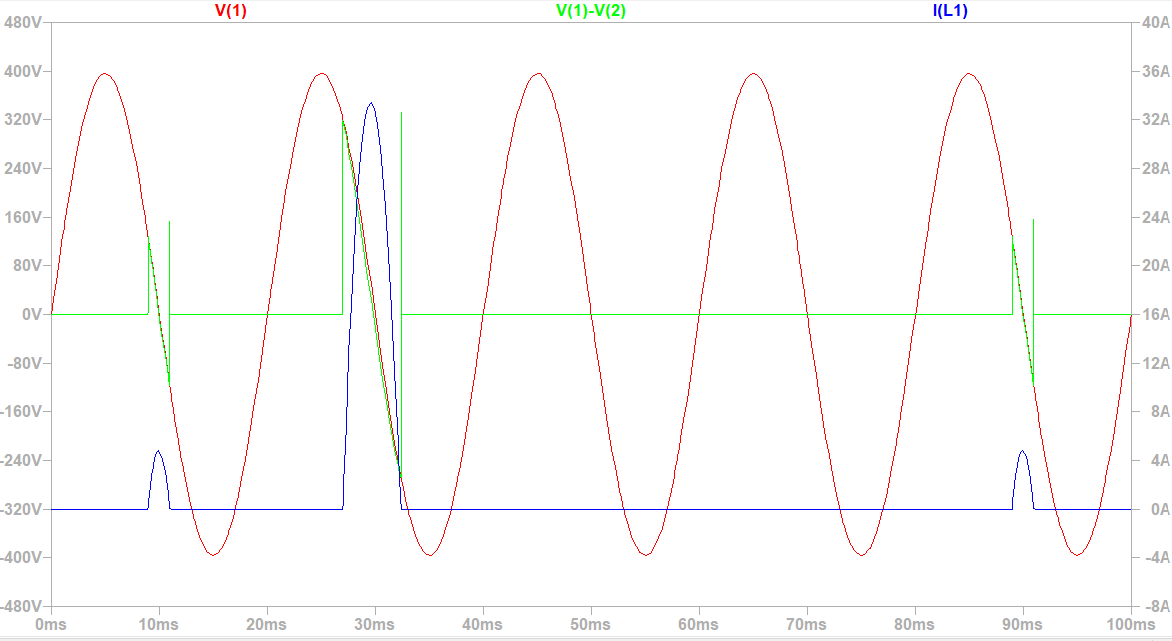 V(1) V(1)-V(2) I(L1)
480V 40A
400V 36A
320V 32A
240V 28A
160V 24A
80V 20A
0V 16A
-80V 12A
-160V 8A
-240V 4A
-320V 0A
-400V -4A
-480V -8A
0ms 10ms 20ms 30ms 40ms 50ms 60ms 70ms 80ms 90ms 100ms